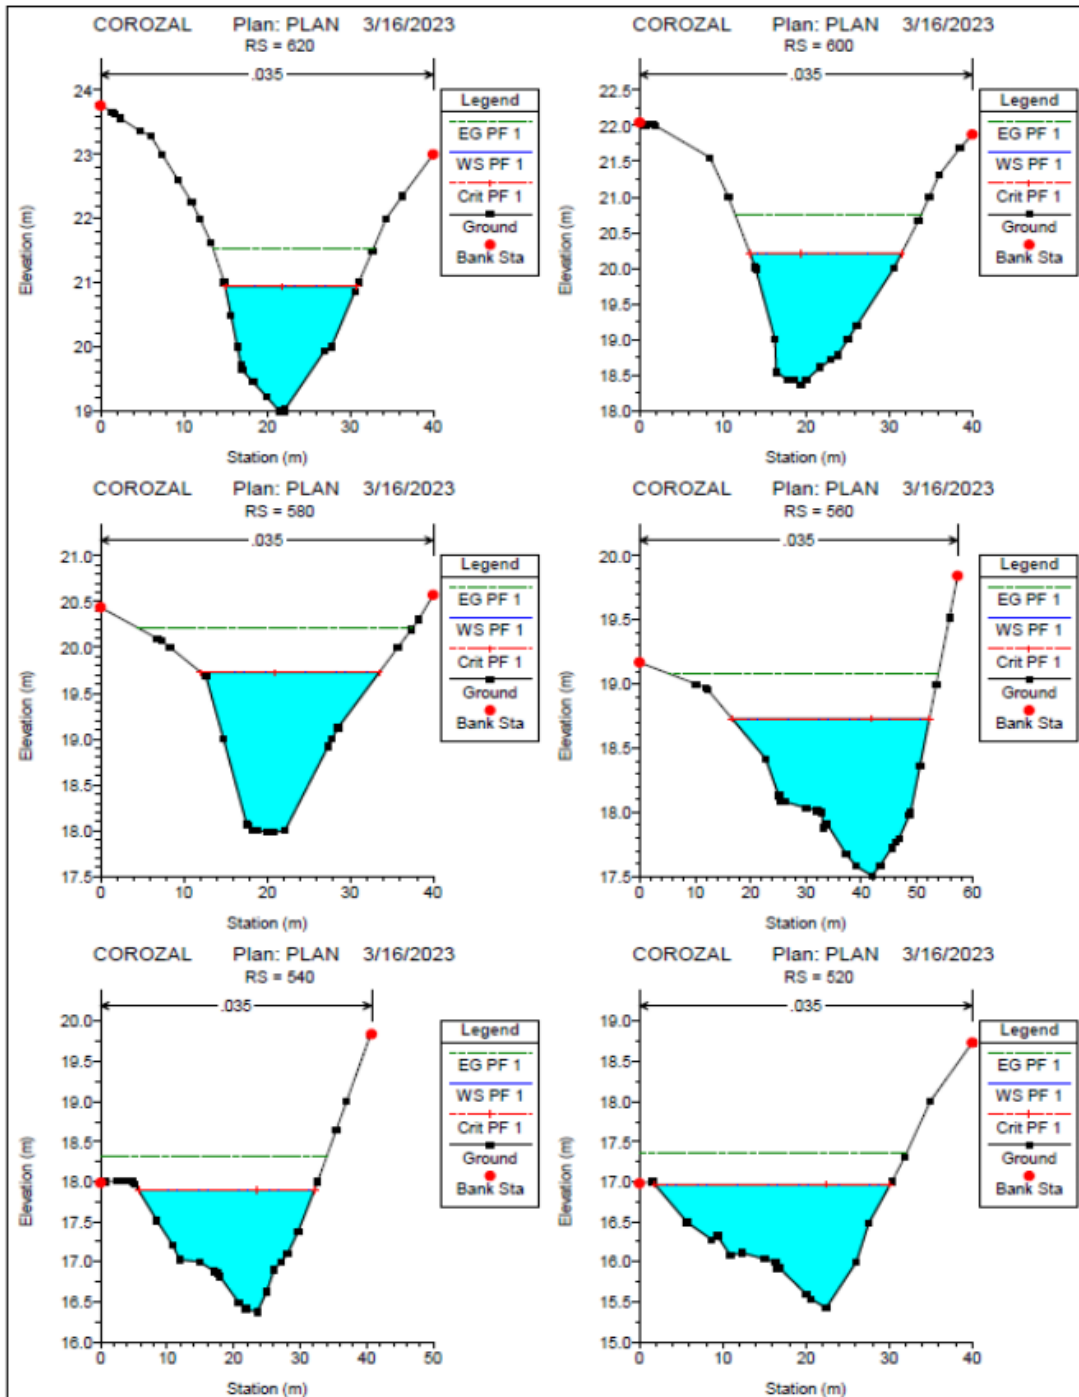 COROZAL Plan: PLAN 3/16/2023
RS = 620
.035
Legend
EG PF 1
WS PF 1
Crit PF 1
Ground
Bank Sta
Elevation (m)
24
23
22
21
20
19
0 10 20 30 40
Station (m)
COROZAL Plan: PLAN 3/16/2023
RS = 600
.035
Legend
EG PF 1
WS PF 1
Crit PF 1
Ground
Bank Sta
Elevation (m)
22.5
22.0
21.5
21.0
20.5
20.0
19.5
19.0
18.5
18.0
0 10 20 30 40
Station (m)
COROZAL Plan: PLAN 3/16/2023
RS = 580
.035
Legend
EG PF 1
WS PF 1
Crit PF 1
Ground
Bank Sta
Elevation (m)
21.0
20.5
20.0
19.5
19.0
18.5
18.0
17.5
0 10 20 30 40
Station (m)
COROZAL Plan: PLAN 3/16/2023
RS = 560
.035
Legend
EG PF 1
WS PF 1
Crit PF 1
Ground
Bank Sta
Elevation (m)
20.0
19.5
19.0
18.5
18.0
17.5
0 10 20 30 40 50 60
Station (m)
COROZAL Plan: PLAN 3/16/2023
RS = 540
.035
Legend
EG PF 1
WS PF 1
Crit PF 1
Ground
Bank Sta
Elevation (m)
20.0
19.0
18.5
18.0
17.5
17.0
16.5
16.0
0 10 20 30 40 50
Station (m)
COROZAL Plan: PLAN 3/16/2023
RS = 520
.035
Legend
EG PF 1
WS PF 1
Crit PF 1
Ground
Bank Sta
Elevation (m)
19.0
18.0
17.5
17.0
16.5
16.0
15.0
0 10 20 30 40
Station (m)